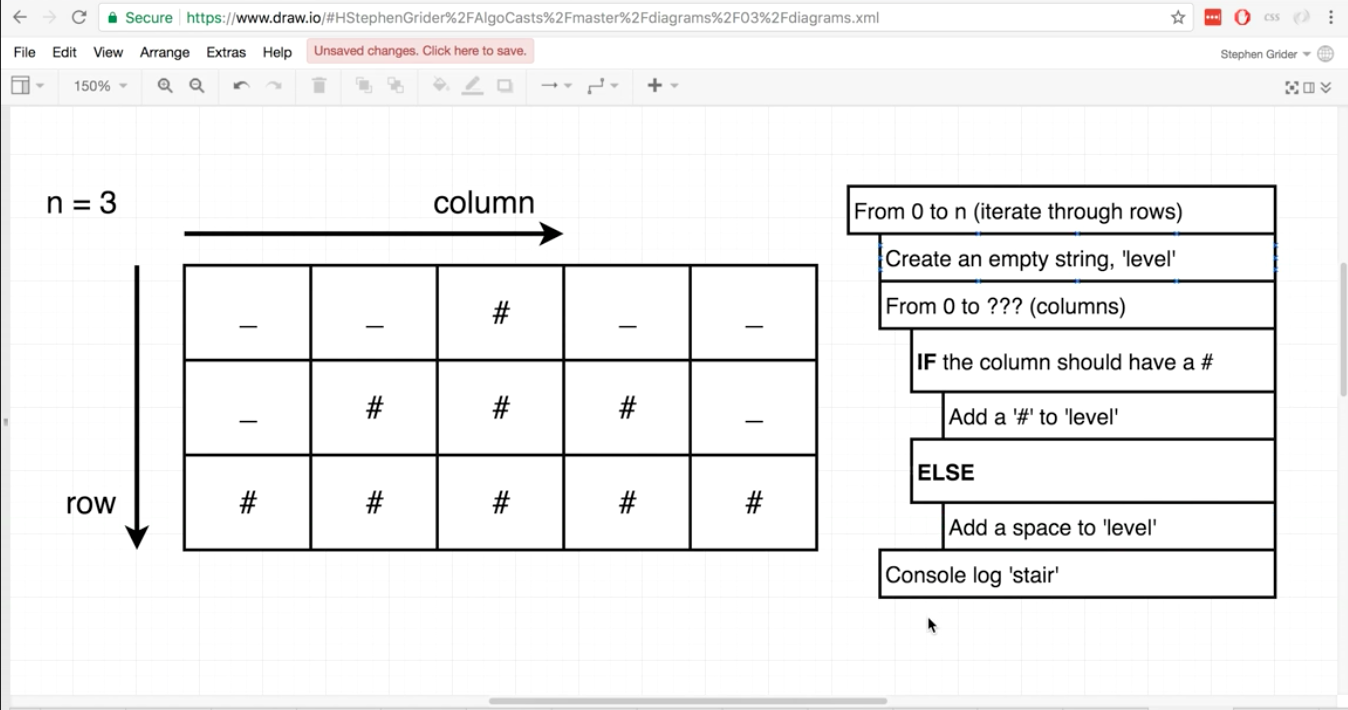 Secure https://www.draw.io/#HStephenGrider%2FAlgoCasts%2Fmaster%2Fdiagrams%2F03%2Fdiagrams.xml
css
File Edit View Arrange Extras Help Unsaved changes. Click here to save.
Stephen Grider
150%
n = 3
column
row
_ _ # _ _
_ # # # _
# # # # #
From 0 to n (iterate through rows)
Create an empty string, 'level'
From 0 to ??? (columns)
IF the column should have a #
Add a '#' to 'level'
ELSE
Add a space to 'level'
Console log 'stair'